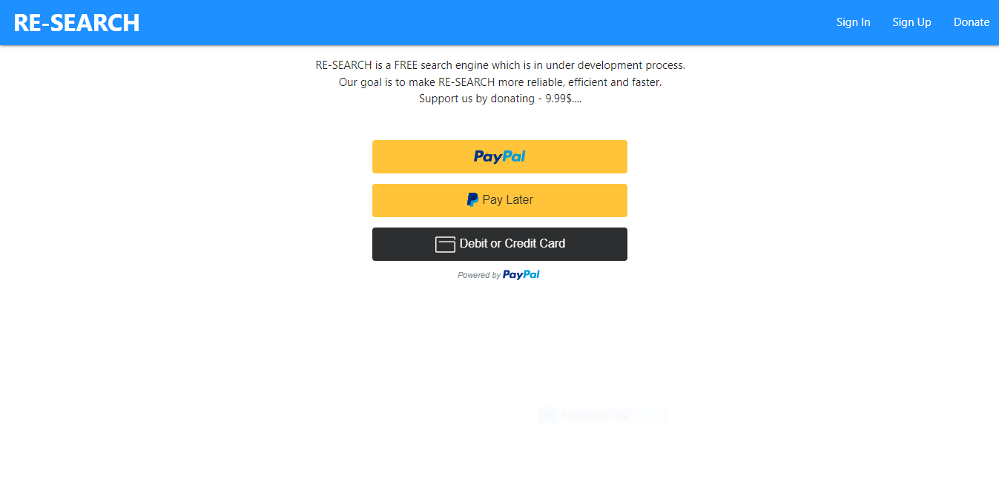 RE-SEARCH
Sign In
Sign Up
Donate
RE-SEARCH is a FREE search engine which is in under development process.
Our goal is to make RE-SEARCH more reliable, efficient and faster.
Support us by donating - 9.99$....
PayPal
Pay Later
Debit or Credit Card
Powered by PayPal
Rectangular Snip